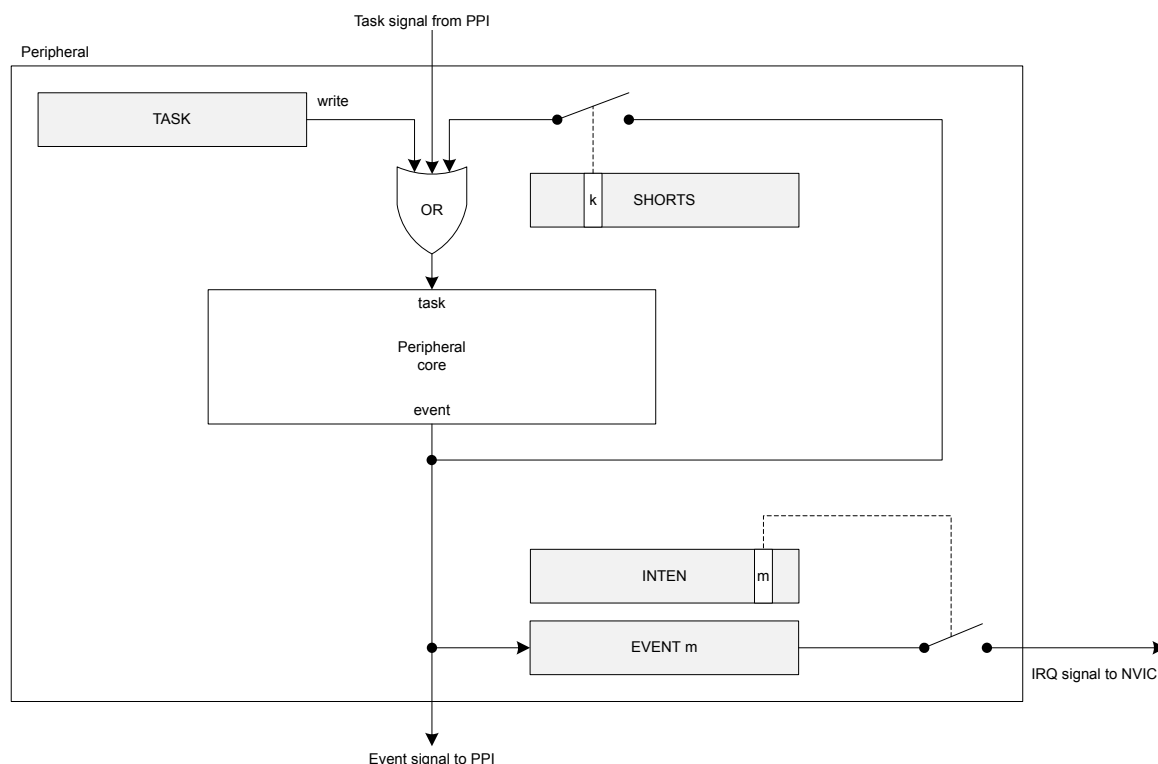 Task signal from PPI
Peripheral
write
TASK
k
SHORTS
OR
task
Peripheral
core
event
INTEN
m
EVENT m
IRQ signal to NVIC
Event signal to PPI